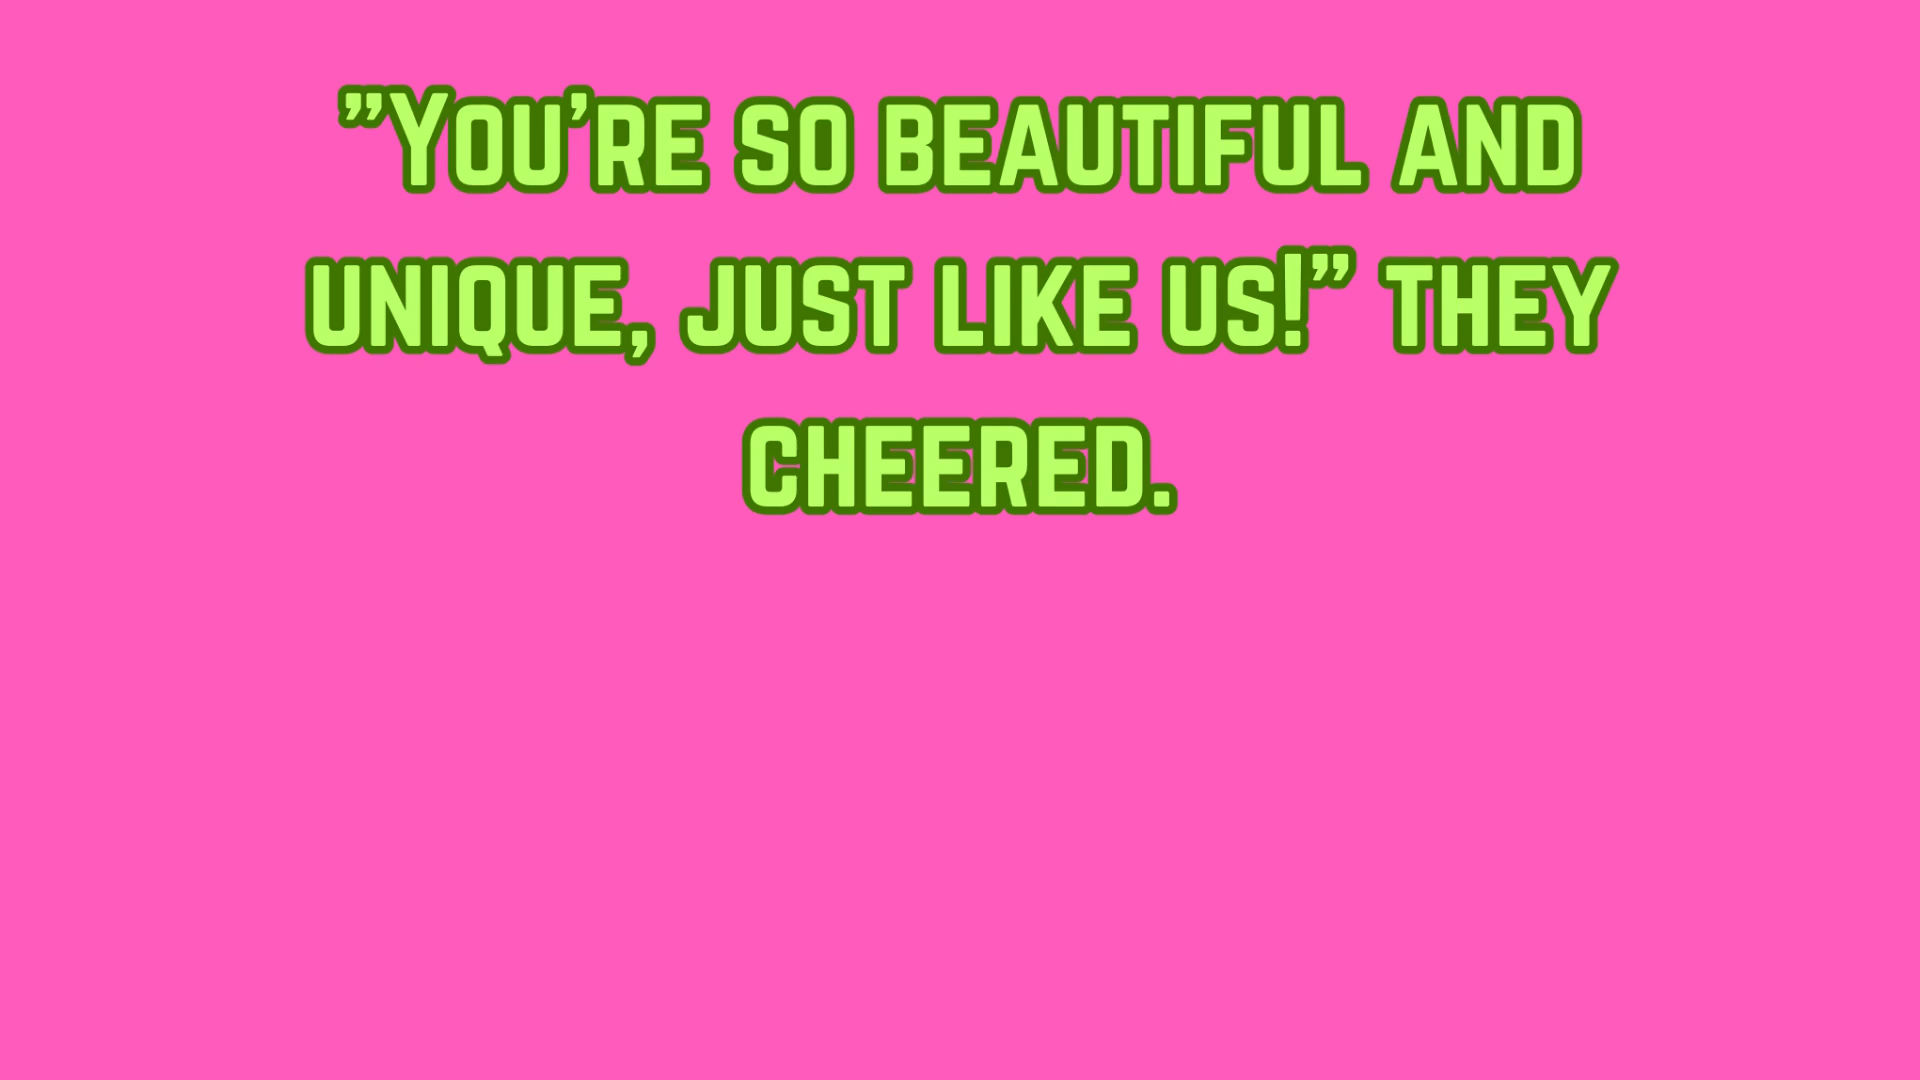 ”You’re so beautiful and
unique, just like us!” they
cheered.